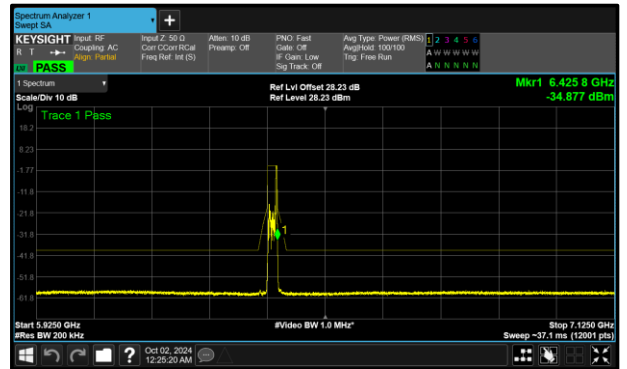 Spectrum Analyzer 1
Swept SA
+
KEYSIGHT
R T
PASS
Input: RF
Coupling: AC
Align: Partial
Input Z: 50 Ω
Corr CCorr RCal
Freq Ref: Int (S)
Atten: 10 dB
Preamp: Off
PNO: Fast
Gate: Off
IF Gain: Low
Sig Track: Off
Avg Type: Power (RMS)
Avg|Hold: 100/100
Trig: Free Run
1 2 3 4 5 6
A W W W W W
A N N N N N
1 Spectrum
Scale/Div 10 dB
Ref Lvl Offset 28.23 dB
Ref Level 28.23 dBm
Mkr1 6.425 8 GHz
-34.877 dBm
Log
Trace 1 Pass
18.2
8.23
-1.77
-11.8
-21.8
-31.8
-41.8
-51.8
-61.8
1
Start 5.9250 GHz
#Res BW 200 kHz
#Video BW 1.0 MHz*
Stop 7.1250 GHz
Sweep ~37.1 ms (12001 pts)
?
Oct 02, 2024
12:25:20 AM